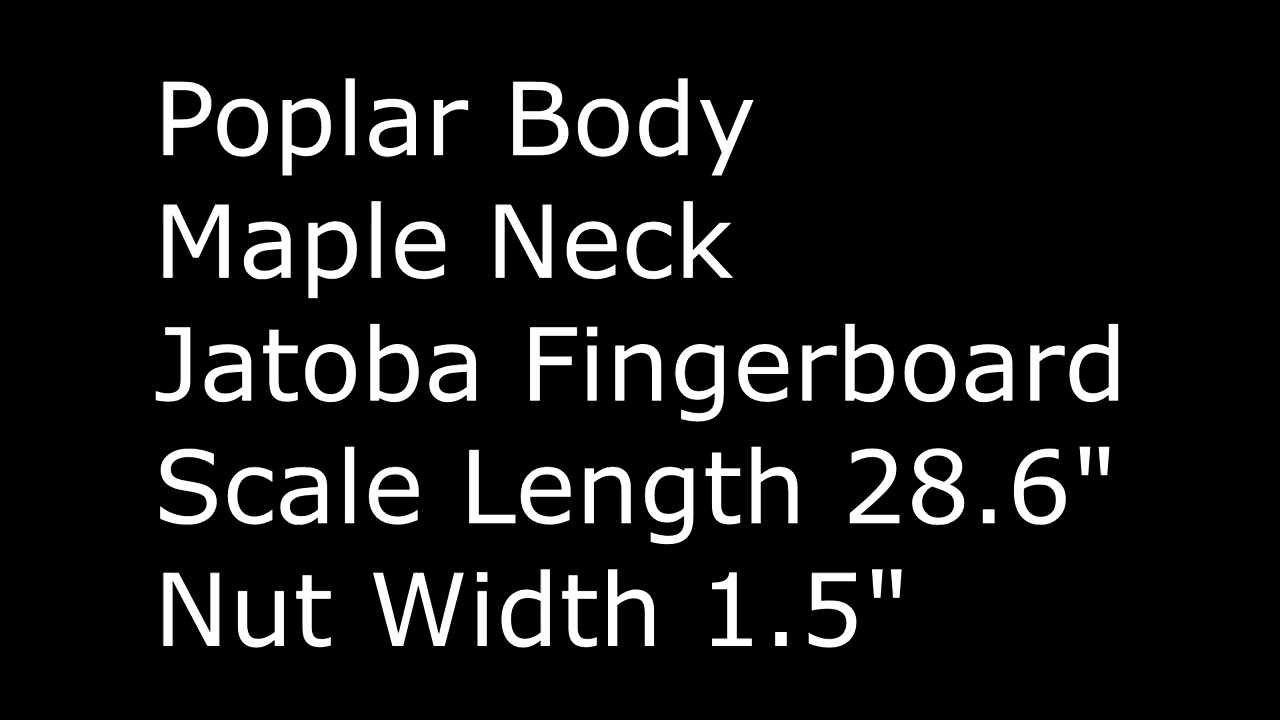 Poplar Body
Maple Neck
Jatoba Fingerboard
Scale Length 28.6"
Nut Width 1.5"